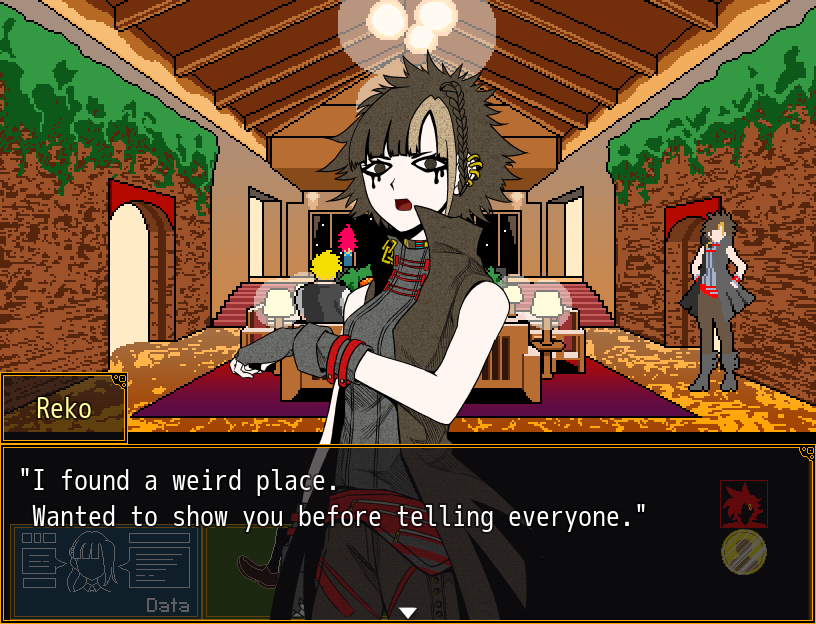 Reko
"I found a weird place.
Wanted to show you before telling everyone."
Data